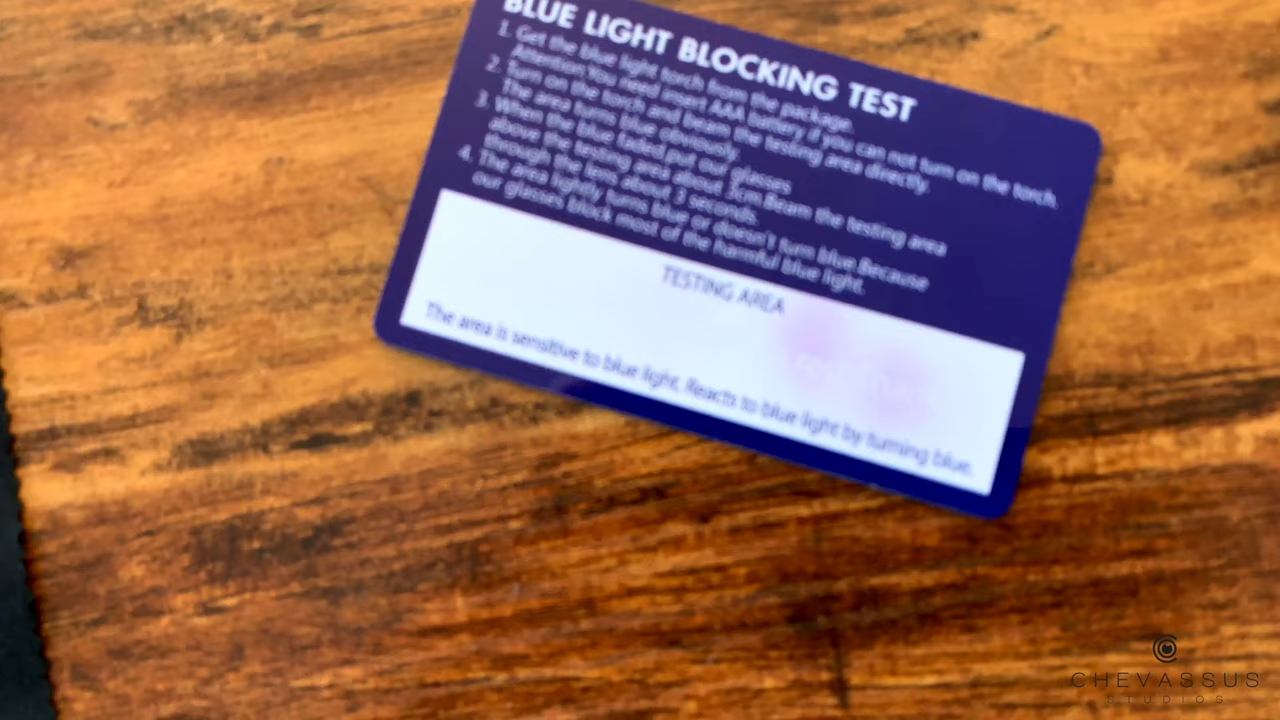 BLUE LIGHT BLOCKING TEST
1. Get the blue light torch from the package.
Attention:You need insert AAA battery if you can not turn on the torch.
2. Turn on the torch and beam the testing area directly.
The area turns blue obviously.
3. When the blue faded,put our glasses
above the testing area about 3cm.Beam the testing area
through the lens about 3 seconds.
4. The area lightly turns blue or doesn't turn blue.Because
our glasses block most of the harmful blue light.
TESTING AREA
The area is sensitive to blue light. Reacts to blue light by turning blue.
CHEVASSUS
STUDIOS